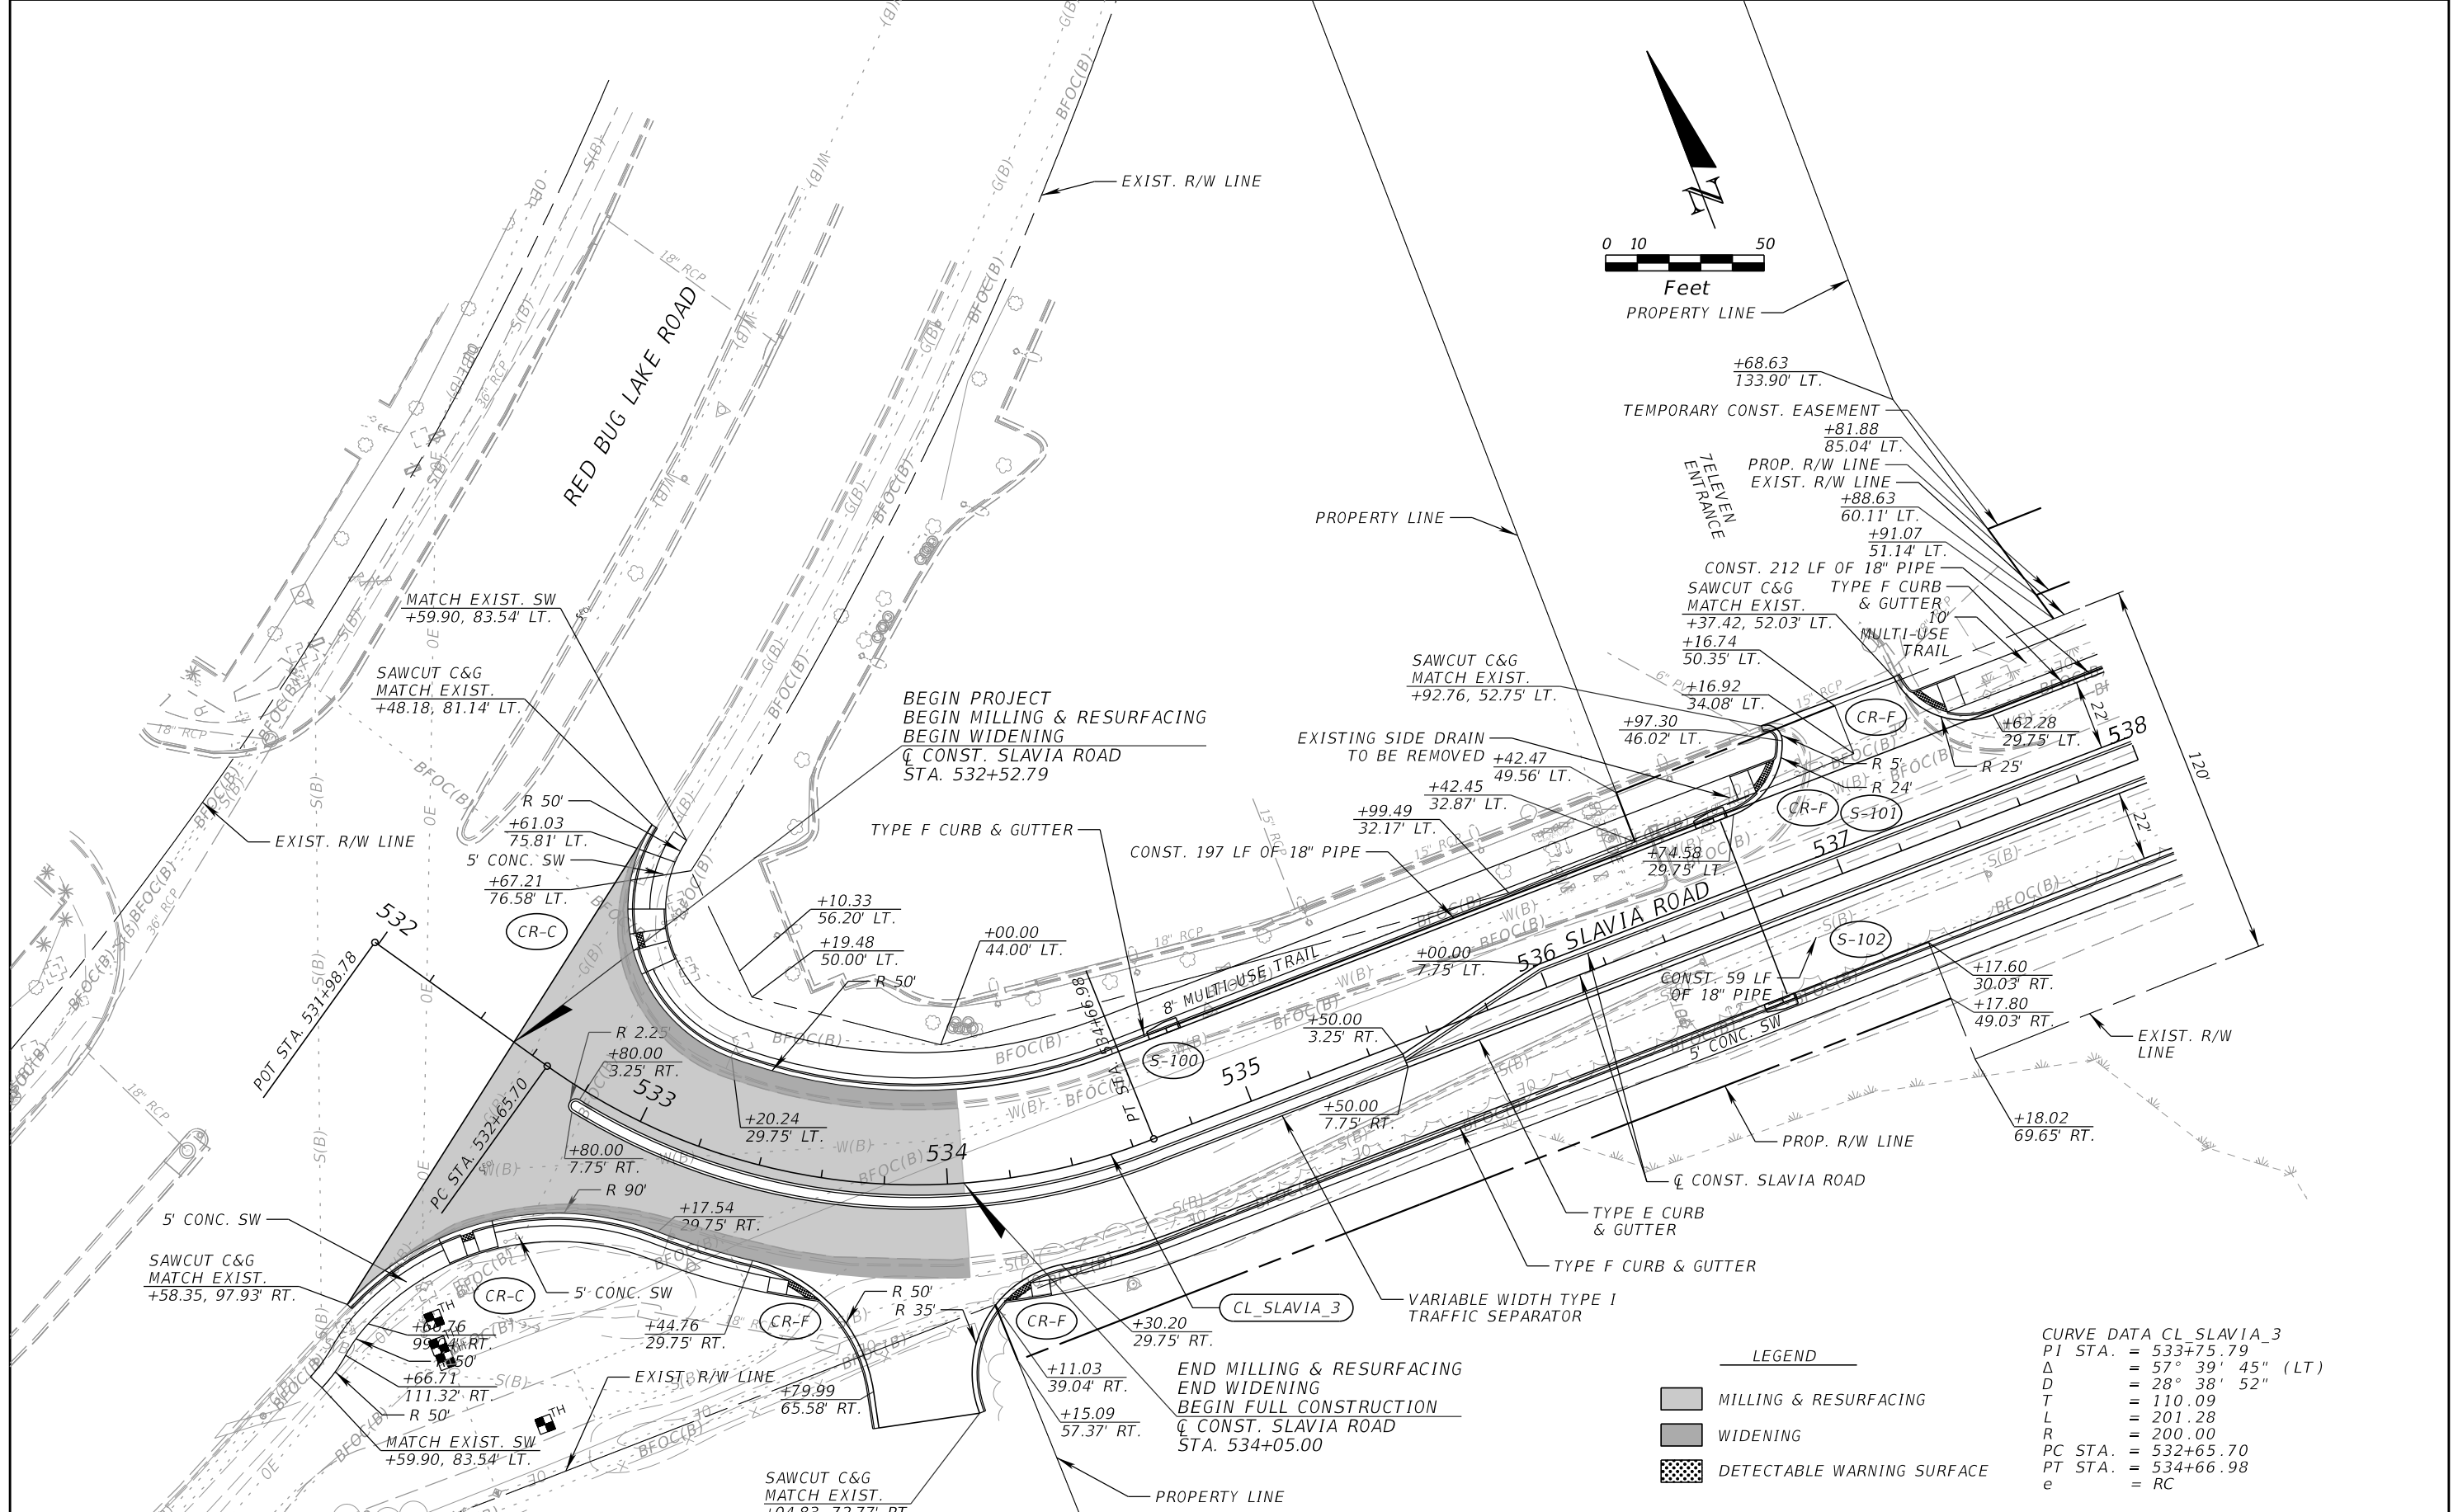 EXIST. R/W LINE
RED BUG LAKE ROAD
18" RCP
36" RCP
N
0 10 50
Feet
PROPERTY LINE
+68.63
133.90' LT.
TEMPORARY CONST. EASEMENT
+81.88
85.04' LT.
PROP. R/W LINE
EXIST. R/W LINE
+88.63
60.11' LT.
+91.07
51.14' LT.
7ELEVEN
ENTRANCE
PROPERTY LINE
CONST. 212 LF OF 18" PIPE
SAWCUT C&G
MATCH EXIST.
+37.42, 52.03' LT.
TYPE F CURB
& GUTTER
10'
MULTI-USE
TRAIL
+16.74
50.35' LT.
SAWCUT C&G
MATCH EXIST.
+92.76, 52.75' LT.
+16.92
34.08' LT.
+97.30
46.02' LT.
EXISTING SIDE DRAIN
TO BE REMOVED
+42.47
49.56' LT.
+42.45
32.87' LT.
+99.49
32.17' LT.
CONST. 197 LF OF 18" PIPE
TYPE F CURB & GUTTER
CR-F
R 5'
R 24'
R 25'
CR-F
S-101
+62.28
29.75' LT.
22'
538
120'
22'
537
+74.58
29.75' LT.
SLAVIA ROAD
536
+00.00
7.75' LT.
S-102
CONST. 59 LF
OF 18" PIPE
5' CONC. SW
+17.60
30.03' RT.
+17.80
49.03' RT.
EXIST. R/W
LINE
+18.02
69.65' RT.
PROP. R/W LINE
℄ CONST. SLAVIA ROAD
TYPE E CURB
& GUTTER
TYPE F CURB & GUTTER
VARIABLE WIDTH TYPE I
TRAFFIC SEPARATOR
MATCH EXIST. SW
+59.90, 83.54' LT.
SAWCUT C&G
MATCH EXIST.
+48.18, 81.14' LT.
BEGIN PROJECT
BEGIN MILLING & RESURFACING
BEGIN WIDENING
℄ CONST. SLAVIA ROAD
STA. 532+52.79
EXIST. R/W LINE
R 50'
+61.03
75.81' LT.
5' CONC. SW
+67.21
76.58' LT.
CR-C
532
POT STA. 531+98.78
PC STA. 532+65.70
+10.33
56.20' LT.
+19.48
50.00' LT.
R 50'
+00.00
44.00' LT.
8' MULTI-USE TRAIL
PT STA. 534+66.98
S-100
535
+50.00
3.25' RT.
+50.00
7.75' RT.
R 2.25'
+80.00
3.25' RT.
533
+20.24
29.75' LT.
534
+80.00
7.75' RT.
R 90'
+17.54
29.75' RT.
5' CONC. SW
SAWCUT C&G
MATCH EXIST.
+58.35, 97.93' RT.
CR-C
5' CONC. SW
+44.76
29.75' RT.
CR-F
R 50'
R 35'
CR-F
CL_SLAVIA_3
+30.20
29.75' RT.
+11.03
39.04' RT.
+15.09
57.37' RT.
+66.71
111.32' RT.
R 50'
MATCH EXIST. SW
+59.90, 83.54' LT.
EXIST. R/W LINE
+79.99
65.58' RT.
SAWCUT C&G
MATCH EXIST.
+04.83, 72.77' RT.
END MILLING & RESURFACING
END WIDENING
BEGIN FULL CONSTRUCTION
℄ CONST. SLAVIA ROAD
STA. 534+05.00
PROPERTY LINE
LEGEND
MILLING & RESURFACING
WIDENING
DETECTABLE WARNING SURFACE
CURVE DATA CL_SLAVIA_3
PI STA. = 533+75.79
Δ = 57° 39' 45" (LT)
D = 28° 38' 52"
T = 110.09
L = 201.28
R = 200.00
PC STA. = 532+65.70
PT STA. = 534+66.98
e = RC